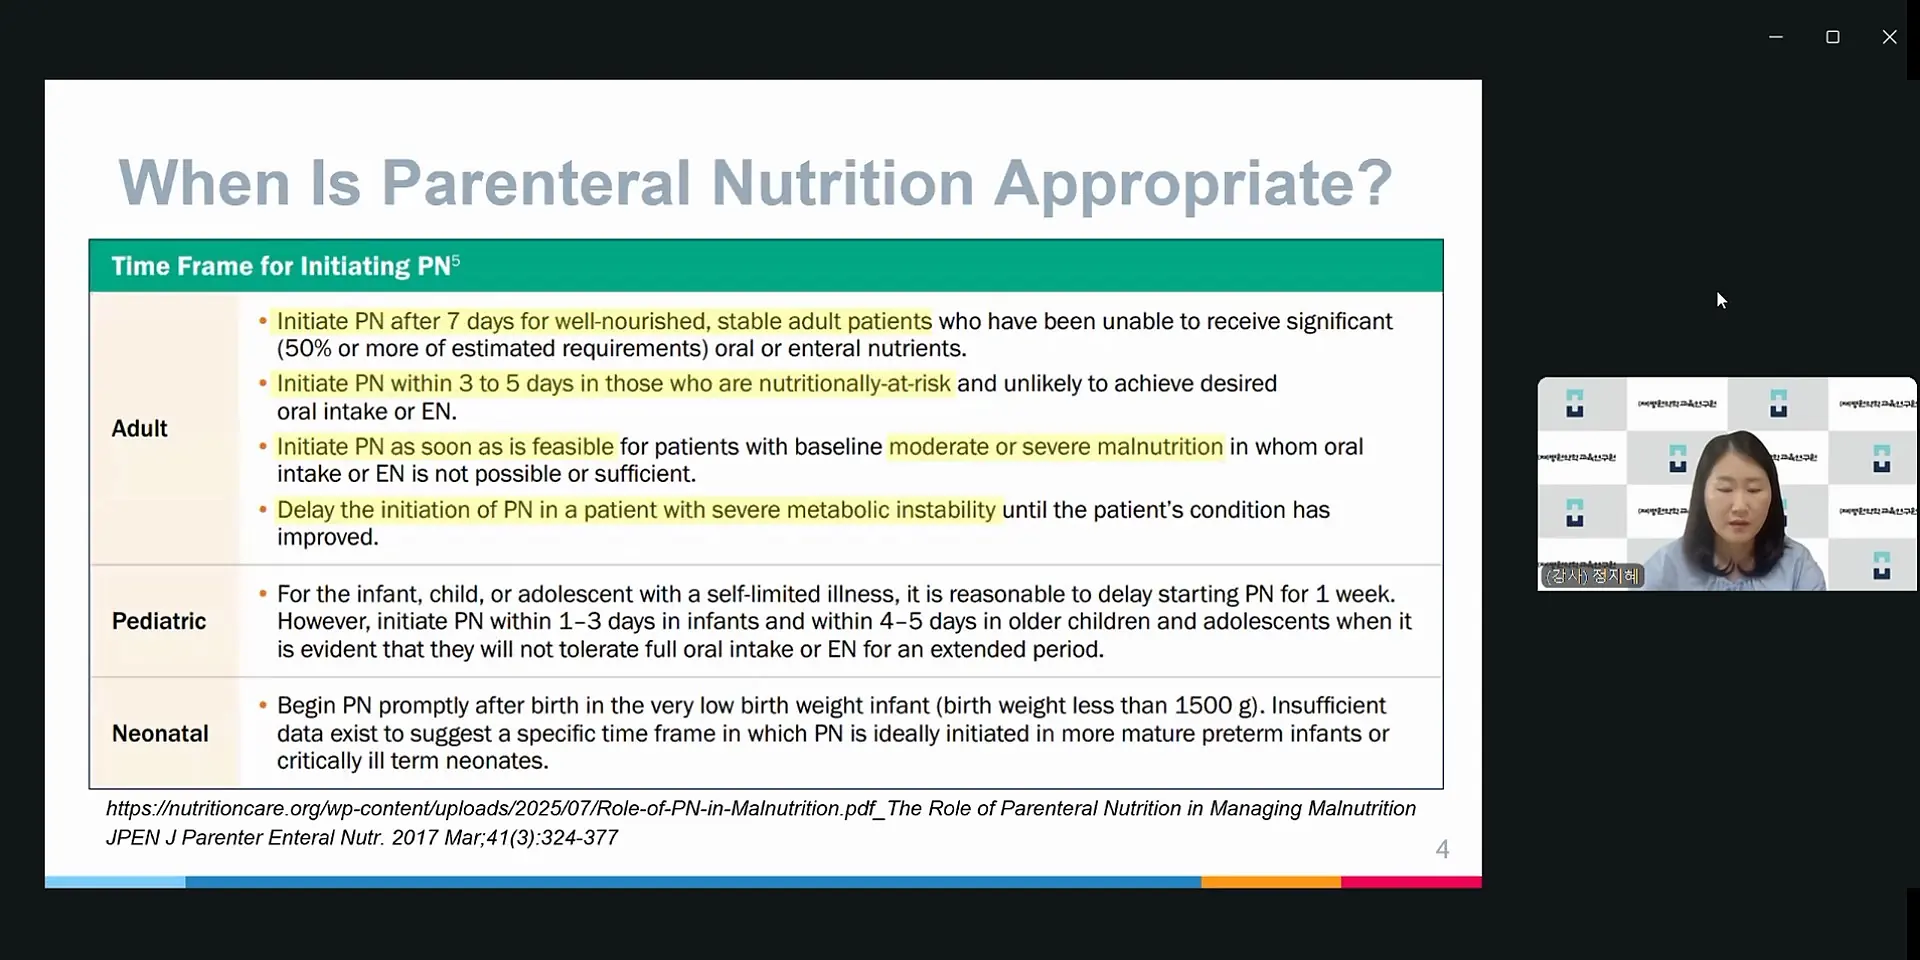 When Is Parenteral Nutrition Appropriate?
Time Frame for Initiating PN5
Adult
• Initiate PN after 7 days for well-nourished, stable adult patients who have been unable to receive significant
(50% or more of estimated requirements) oral or enteral nutrients.
• Initiate PN within 3 to 5 days in those who are nutritionally-at-risk and unlikely to achieve desired
oral intake or EN.
• Initiate PN as soon as is feasible for patients with baseline moderate or severe malnutrition in whom oral
intake or EN is not possible or sufficient.
• Delay the initiation of PN in a patient with severe metabolic instability until the patient's condition has
improved.
Pediatric
• For the infant, child, or adolescent with a self-limited illness, it is reasonable to delay starting PN for 1 week.
However, initiate PN within 1–3 days in infants and within 4–5 days in older children and adolescents when it
is evident that they will not tolerate full oral intake or EN for an extended period.
Neonatal
• Begin PN promptly after birth in the very low birth weight infant (birth weight less than 1500 g). Insufficient
data exist to suggest a specific time frame in which PN is ideally initiated in more mature preterm infants or
critically ill term neonates.
https://nutritioncare.org/wp-content/uploads/2025/07/Role-of-PN-in-Malnutrition.pdf_The Role of Parenteral Nutrition in Managing Malnutrition
JPEN J Parenter Enteral Nutr. 2017 Mar;41(3):324-377
4
(재)병원약학교육연구원
(강사) 정지혜